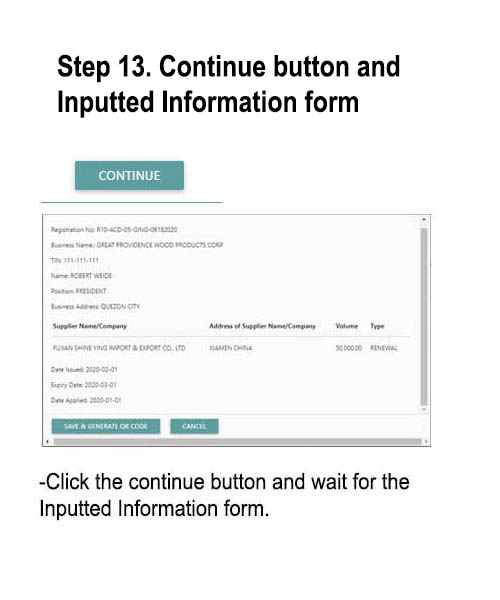 Step 13. Continue button and
Inputted Information form
CONTINUE
Registration No: R10-ACD-05-GING-06182020
Business Name: GREAT PROVIDENCE WOOD PRODUCTS CORP
TIN: 111-111-111
Name: ROBERT WEIDE
Position: PRESIDENT
Business Address: QUEZON CITY
Supplier Name/Company Address of Supplier Name/Company Volume Type
FUJIAN SHINE YING IMPORT & EXPORT CO., LTD. XIAMEN CHINA 50,000.00 RENEWAL
Date Issued: 2020-02-01
Expiry Date: 2020-03-01
Date Applied: 2020-01-01
SAVE & GENERATE QR CODE CANCEL
-Click the continue button and wait for the
Inputted Information form.